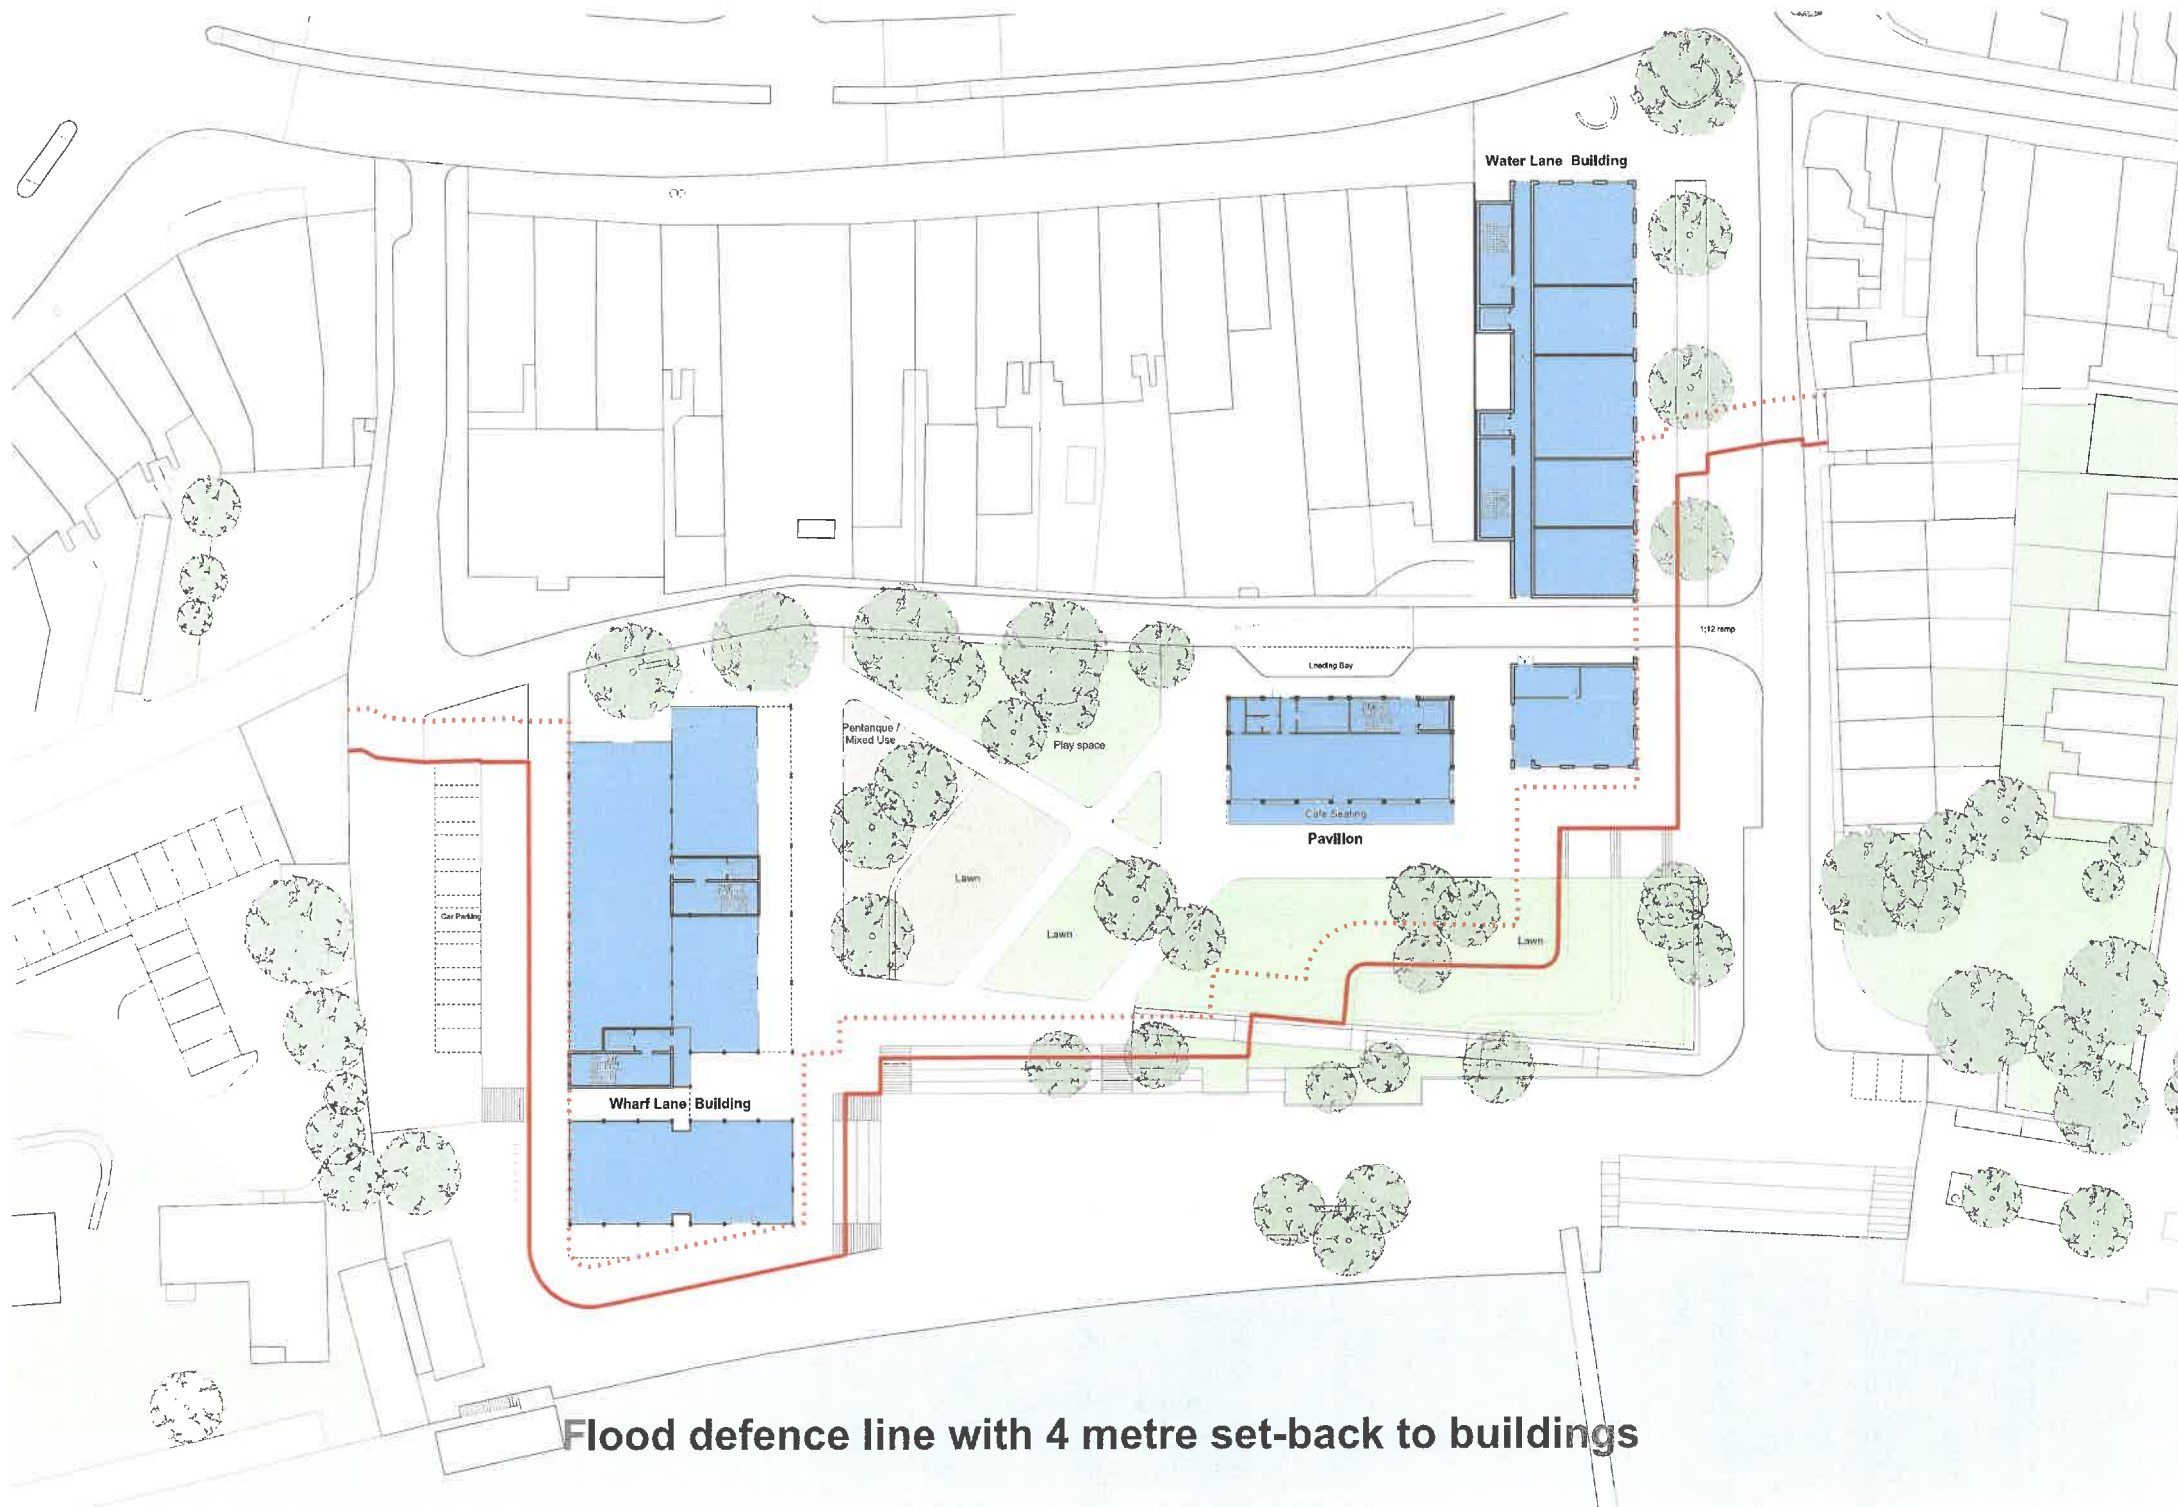 Water Lane Building
1:12 ramp
Loading Bay
Pentanque /
Mixed Use
Play space
Cafe Seating
Pavilion
Lawn
Car Parking
Lawn
Lawn
Wharf Lane Building
Flood defence line with 4 metre set-back to buildings